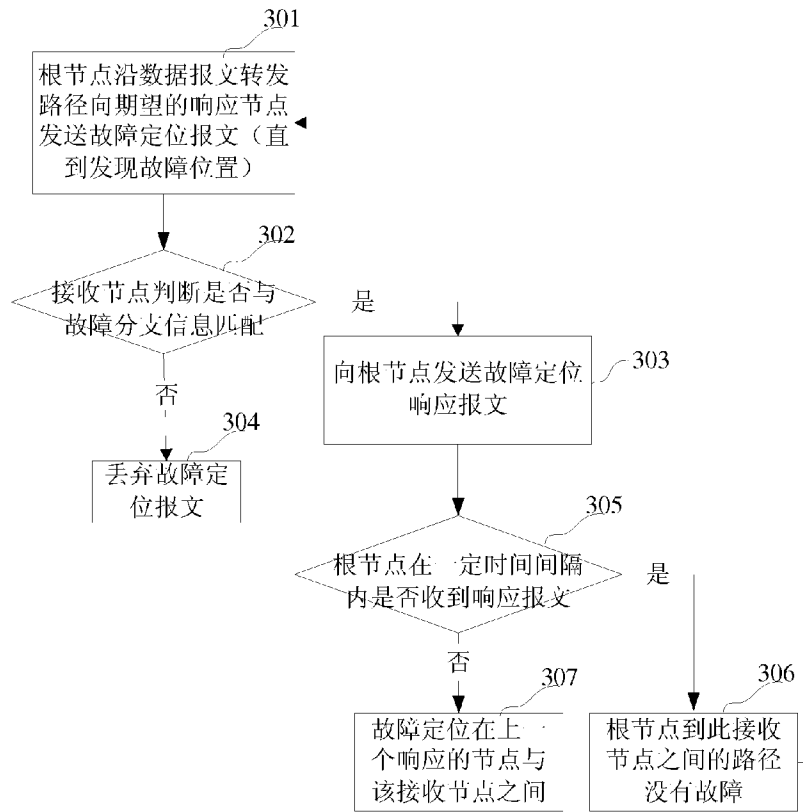 301
根节点沿数据报文转发
路径向期望的响应节点
发送故障定位报文（直
到发现故障位置）
302
接收节点判断是否与
故障分支信息匹配
是
303
向根节点发送故障定位
响应报文
否
304
丢弃故障定
位报文
305
根节点在一定时间间隔
内是否收到响应报文
是
否
307
故障定位在上一
个响应的节点与
该接收节点之间
306
根节点到此接收
节点之间的路径
没有故障